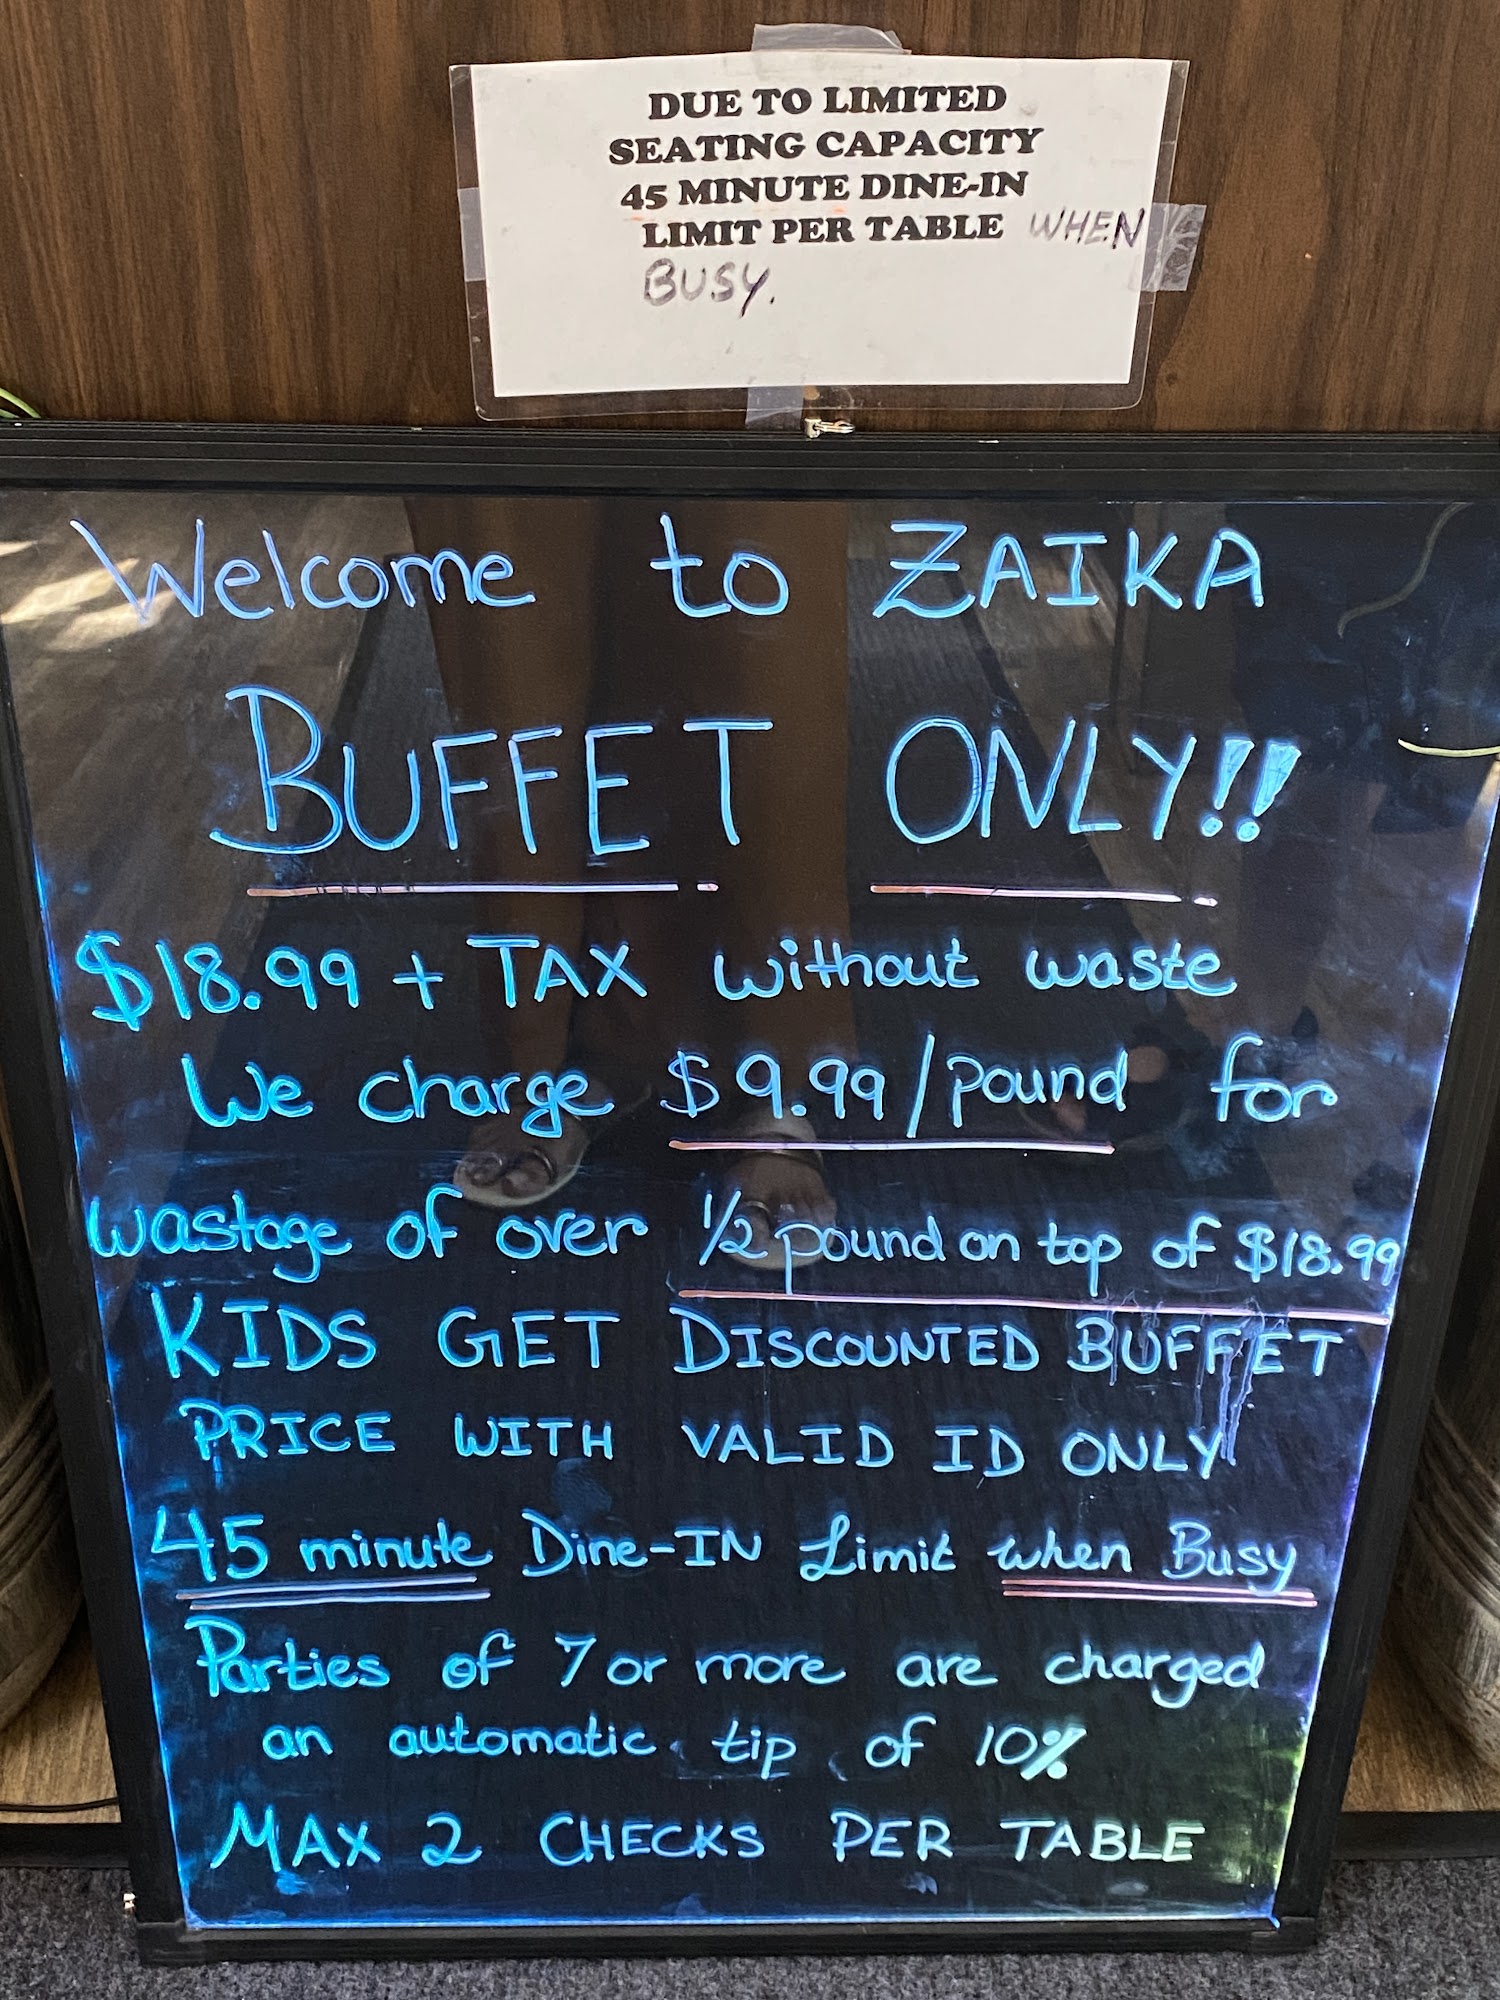 DUE TO LIMITED
SEATING CAPACITY
45 MINUTE DINE-IN
LIMIT PER TABLE WHEN
BUSY.
Welcome to ZAIKA
BUFFET ONLY!!
$18.99 + TAX without waste
We charge $9.99/pound for
wastage of over 1/2 pound on top of $18.99
KIDS GET DISCOUNTED BUFFET
PRICE WITH VALID ID ONLY
45 minute Dine-IN Limit when Busy
Parties of 7 or more are charged
an automatic tip of 10%
MAX 2 CHECKS PER TABLE